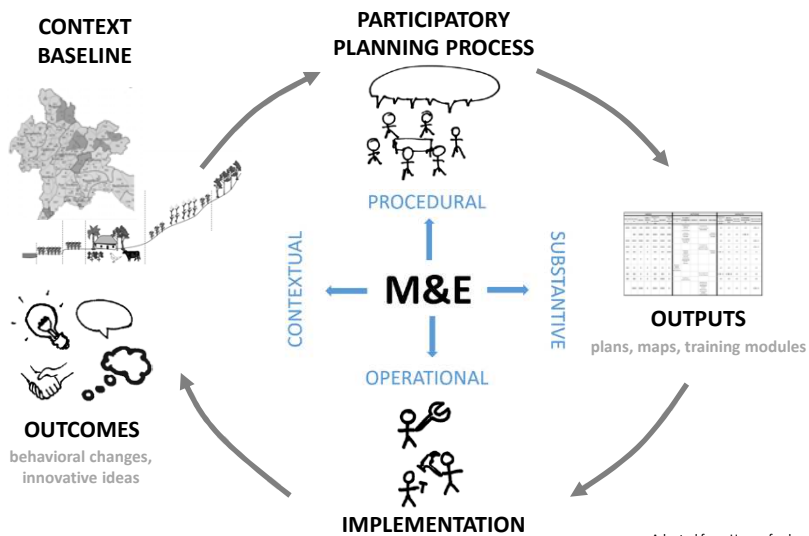 CONTEXT
BASELINE
PARTICIPATORY
PLANNING PROCESS
PROCEDURAL
CONTEXTUAL
M&E
SUBSTANTIVE
OPERATIONAL
OUTPUTS
plans, maps, training modules
OUTCOMES
behavioral changes,
innovative ideas
IMPLEMENTATION